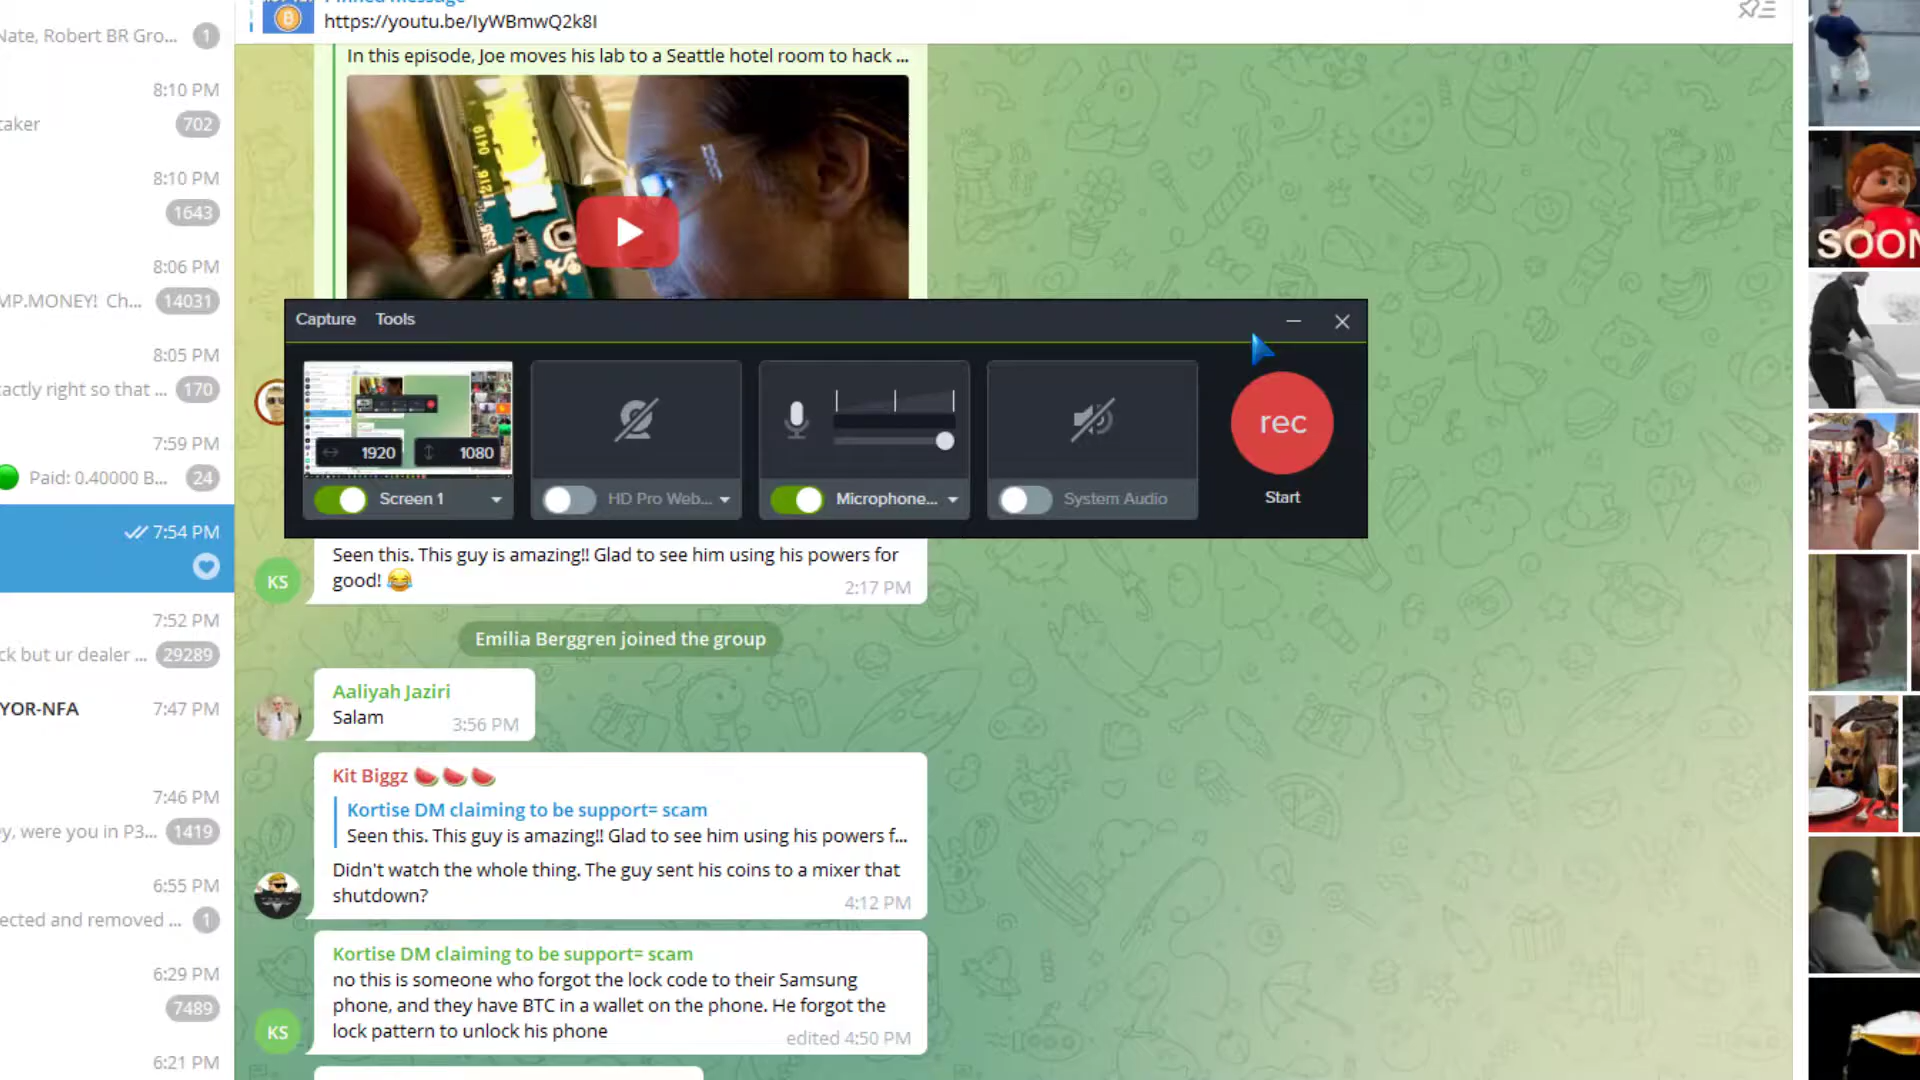 Pinned message
https://youtu.be/IyWBmwQ2k8I
Nate, Robert BR Gro... 1
8:10 PM
taker 702
8:10 PM
1643
8:06 PM
MP.MONEY! Ch... 14031
8:05 PM
xactly right so that ... 170
7:59 PM
Paid: 0.40000 B... 24
7:54 PM
7:52 PM
ck but ur dealer ... 29289
YOR-NFA 7:47 PM
7:46 PM
y, were you in P3... 1419
6:55 PM
ected and removed ... 1
6:29 PM
7489
6:21 PM
In this episode, Joe moves his lab to a Seattle hotel room to hack ...
Capture Tools
1920 1080
Screen 1
HD Pro Web...
Microphone...
System Audio
rec
Start
KS
Seen this. This guy is amazing!! Glad to see him using his powers for
good! 😂
2:17 PM
Emilia Berggren joined the group
Aaliyah Jaziri
Salam
3:56 PM
Kit Biggz 🍉🍉🍉
Kortise DM claiming to be support= scam
Seen this. This guy is amazing!! Glad to see him using his powers f...
Didn't watch the whole thing. The guy sent his coins to a mixer that
shutdown?
4:12 PM
Kortise DM claiming to be support= scam
no this is someone who forgot the lock code to their Samsung
phone, and they have BTC in a wallet on the phone. He forgot the
lock pattern to unlock his phone
edited 4:50 PM
KS
SOON